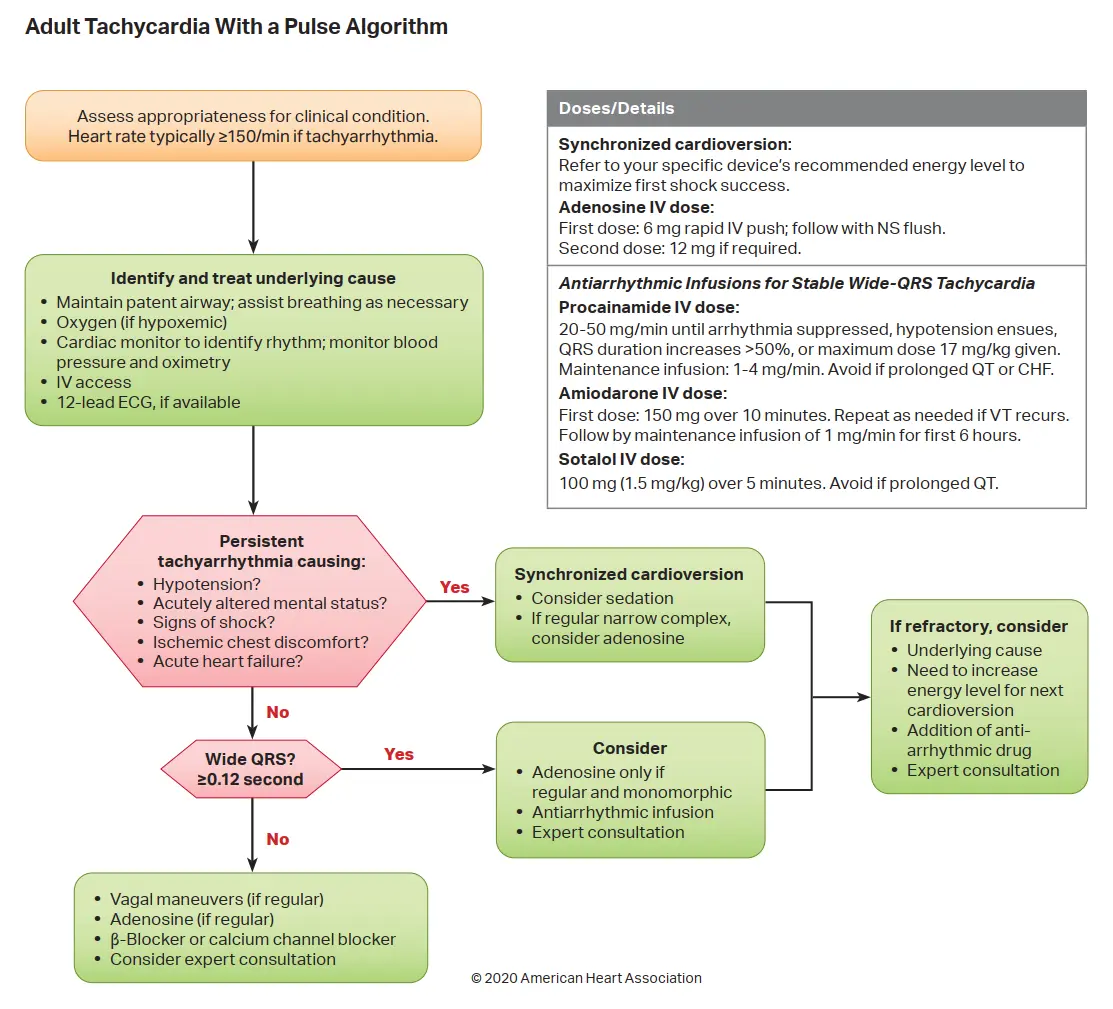 Adult Tachycardia With a Pulse Algorithm
Assess appropriateness for clinical condition.
Heart rate typically ≥150/min if tachyarrhythmia.
Identify and treat underlying cause
• Maintain patent airway; assist breathing as necessary
• Oxygen (if hypoxemic)
• Cardiac monitor to identify rhythm; monitor blood
pressure and oximetry
• IV access
• 12-lead ECG, if available
Doses/Details
Synchronized cardioversion:
Refer to your specific device's recommended energy level to
maximize first shock success.
Adenosine IV dose:
First dose: 6 mg rapid IV push; follow with NS flush.
Second dose: 12 mg if required.
Antiarrhythmic Infusions for Stable Wide-QRS Tachycardia
Procainamide IV dose:
20-50 mg/min until arrhythmia suppressed, hypotension ensues,
QRS duration increases >50%, or maximum dose 17 mg/kg given.
Maintenance infusion: 1-4 mg/min. Avoid if prolonged QT or CHF.
Amiodarone IV dose:
First dose: 150 mg over 10 minutes. Repeat as needed if VT recurs.
Follow by maintenance infusion of 1 mg/min for first 6 hours.
Sotalol IV dose:
100 mg (1.5 mg/kg) over 5 minutes. Avoid if prolonged QT.
Persistent
tachyarrhythmia causing:
• Hypotension?
• Acutely altered mental status?
• Signs of shock?
• Ischemic chest discomfort?
• Acute heart failure?
Yes
Synchronized cardioversion
• Consider sedation
• If regular narrow complex,
consider adenosine
If refractory, consider
• Underlying cause
• Need to increase
energy level for next
cardioversion
• Addition of anti-
arrhythmic drug
• Expert consultation
No
Wide QRS?
≥0.12 second
Yes
Consider
• Adenosine only if
regular and monomorphic
• Antiarrhythmic infusion
• Expert consultation
No
• Vagal maneuvers (if regular)
• Adenosine (if regular)
• β-Blocker or calcium channel blocker
• Consider expert consultation
© 2020 American Heart Association